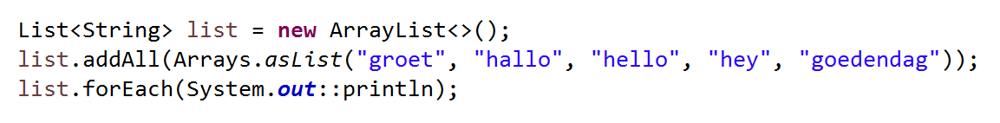 List<String> list = new ArrayList<>();
list.addAll(Arrays.asList("groet", "hallo", "hello", "hey", "goedendag"));
list.forEach(System.out::println);